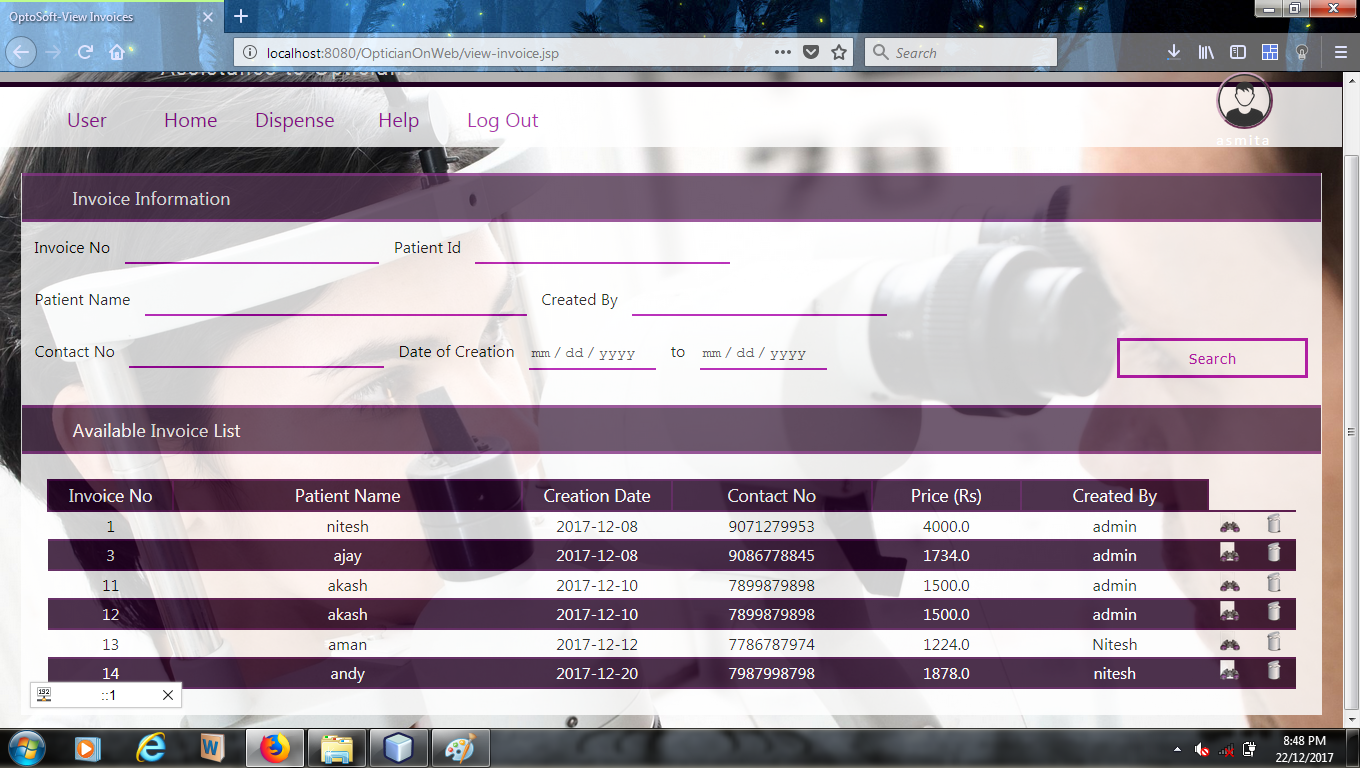 OptoSoft-View Invoices
localhost:8080/OpticianOnWeb/view-invoice.jsp
Search
Assistance to Optician
User Home Dispense Help Log Out
asmita
Invoice Information
Invoice No Patient Id
Patient Name Created By
Contact No Date of Creation mm / dd / yyyy to mm / dd / yyyy Search
Available Invoice List
Invoice No Patient Name Creation Date Contact No Price (Rs) Created By
1 nitesh 2017-12-08 9071279953 4000.0 admin
3 ajay 2017-12-08 9086778845 1734.0 admin
11 akash 2017-12-10 7899879898 1500.0 admin
12 akash 2017-12-10 7899879898 1500.0 admin
13 aman 2017-12-12 7786787974 1224.0 Nitesh
14 andy 2017-12-20 7987998798 1878.0 nitesh
::1
8:48 PM
22/12/2017